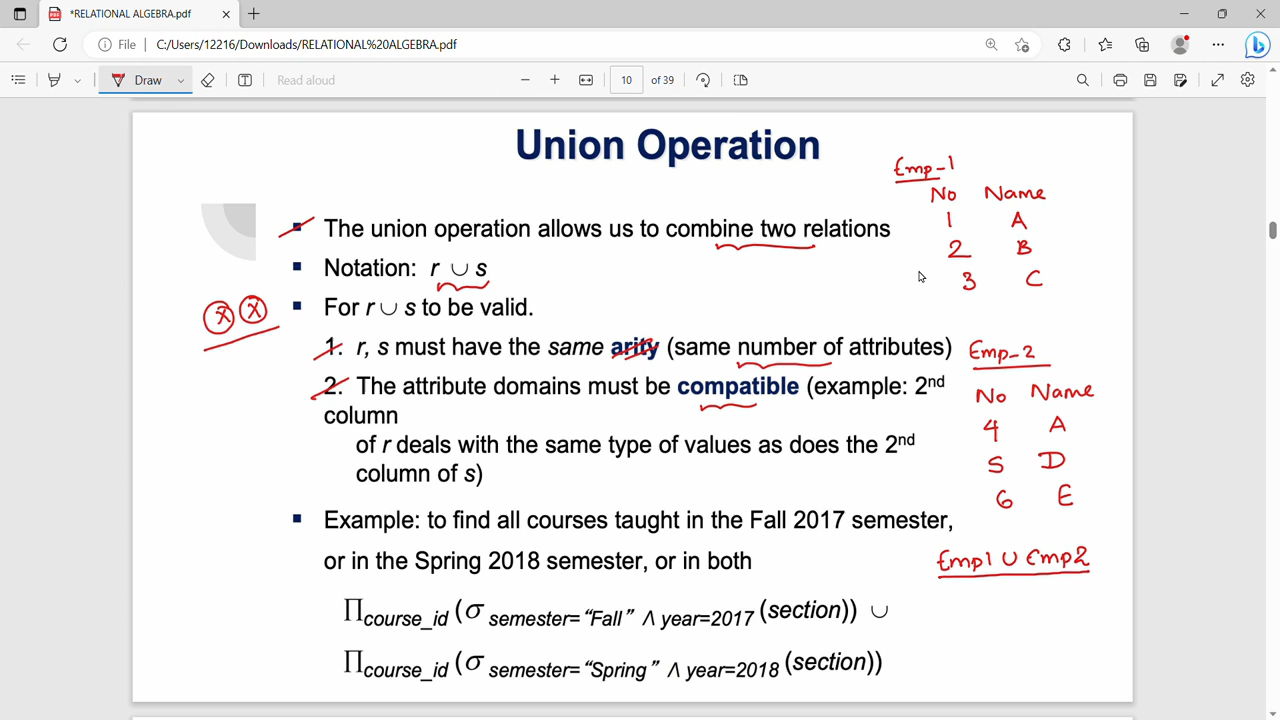 *RELATIONAL ALGEBRA.pdf
File C:/Users/12216/Downloads/RELATIONAL%20ALGEBRA.pdf
Draw Read aloud 10 of 39
Union Operation
The union operation allows us to combine two relations
Notation: r ∪ s
For r ∪ s to be valid.
1. r, s must have the same arity (same number of attributes)
2. The attribute domains must be compatible (example: 2nd
column
of r deals with the same type of values as does the 2nd
column of s)
Example: to find all courses taught in the Fall 2017 semester,
or in the Spring 2018 semester, or in both
∏course_id (σ semester="Fall" Λ year=2017 (section)) ∪
∏course_id (σ semester="Spring" Λ year=2018 (section))
Emp-1
No Name
1 A
2 B
3 C
Emp-2
No Name
4 A
5 D
6 E
Emp1 ∪ Emp2